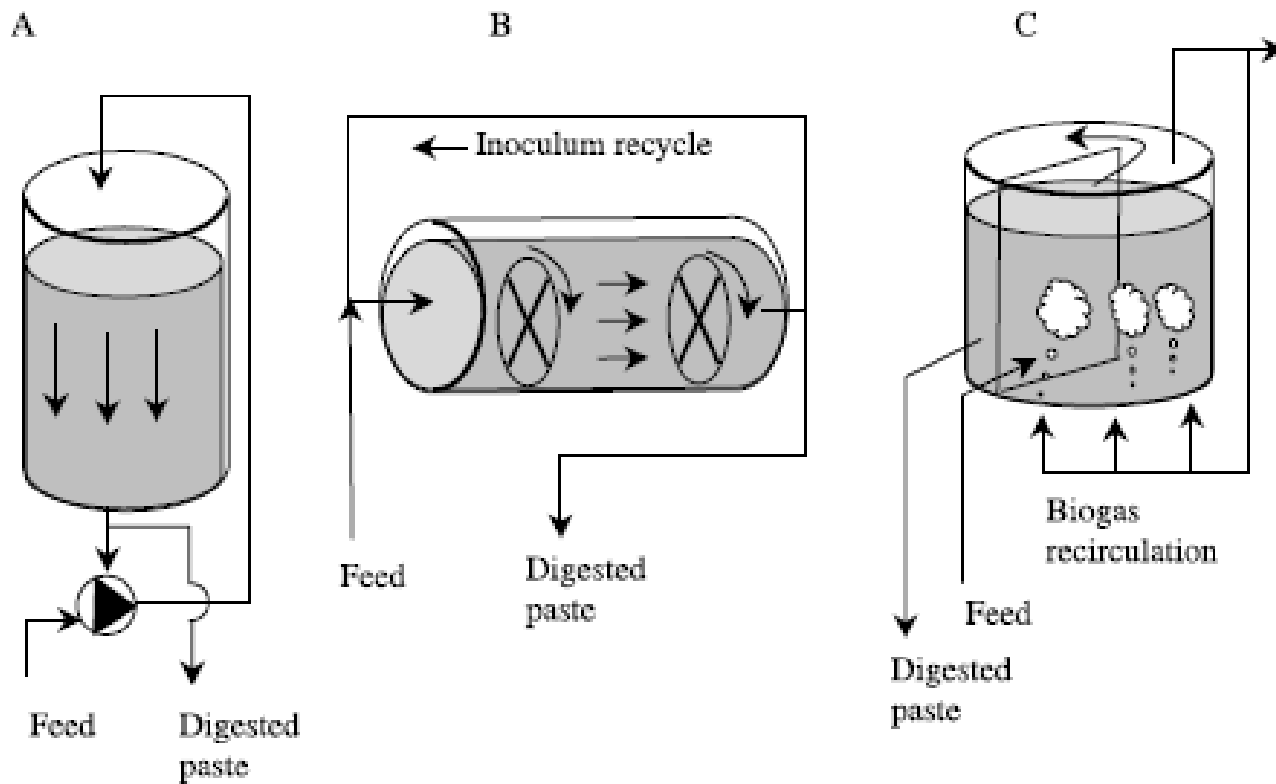 A
B
C
Inoculum recycle
Feed
Digested
paste
Feed
Digested
paste
Biogas
recirculation
Feed
Digested
paste